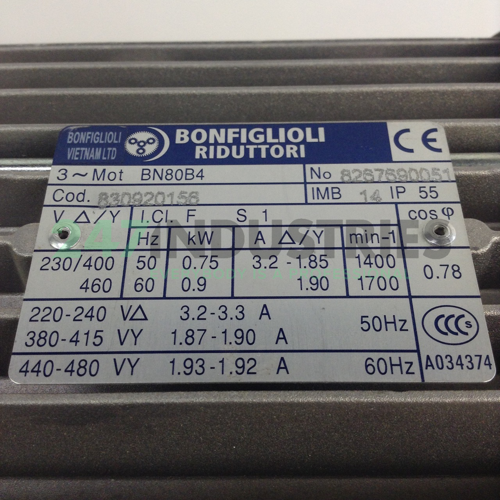 BONFIGLIOLI
VIETNAM LTD
BONFIGLIOLI
RIDUTTORI
CE
3~Mot BN80B4 No 82S7690051
Cod. 830920156 IMB 14 IP 55
V △/Y I.Cl. F S 1 cos φ
Hz kW A △/Y min-1
230/400 50 0.75 3.2-1.85 1400 0.78
460 60 0.9 1.90 1700
220-240 V△ 3.2-3.3 A 50Hz
380-415 VY 1.87-1.90 A
440-480 VY 1.93-1.92 A 60Hz
CCC S
A034374
247 INDUSTRIES